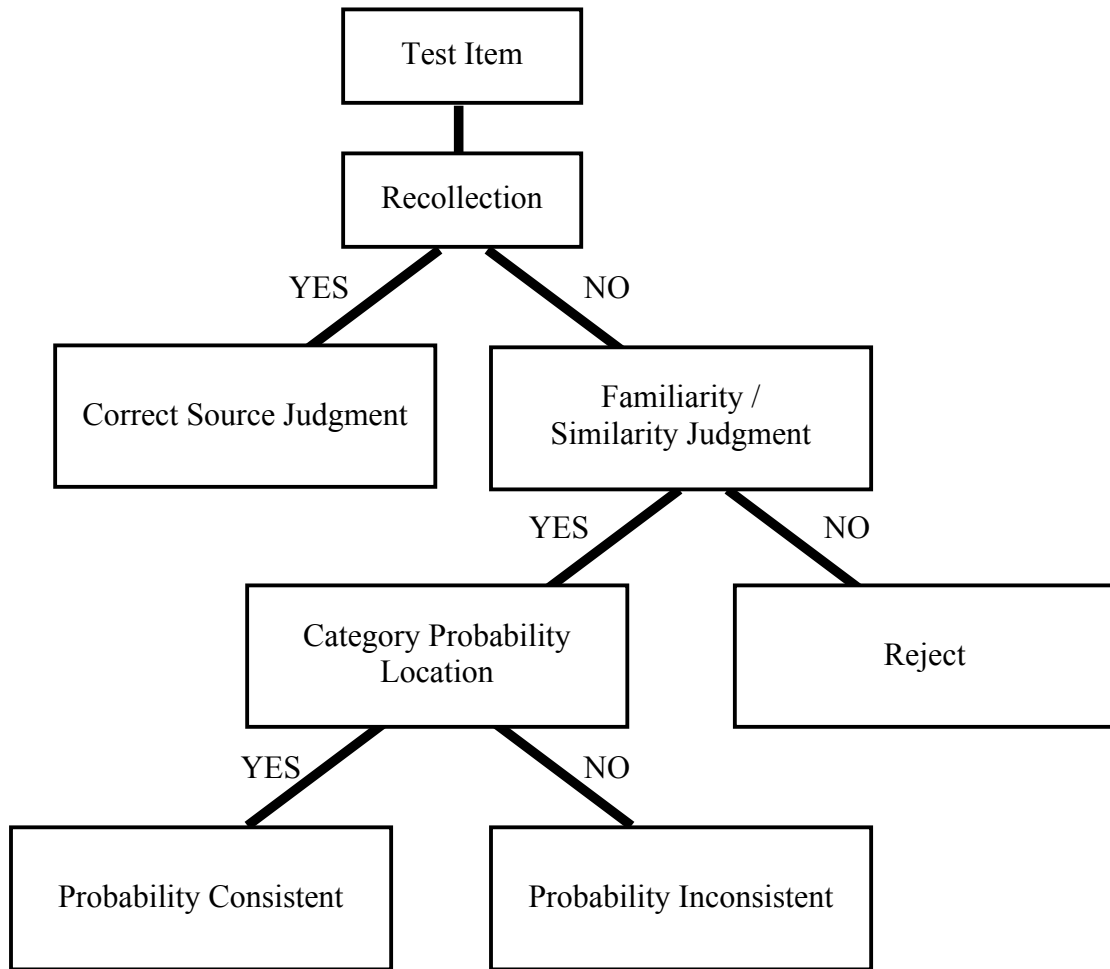 Test Item
Recollection
YES
NO
Correct Source Judgment
Familiarity /
Similarity Judgment
YES
NO
Category Probability
Location
Reject
YES
NO
Probability Consistent
Probability Inconsistent